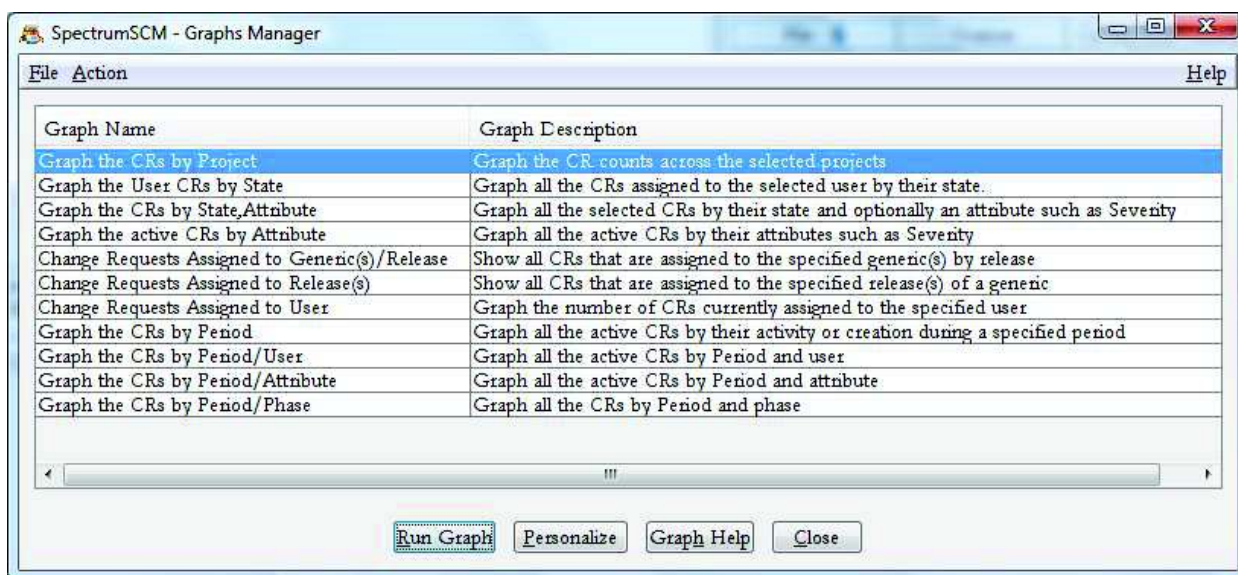 SpectrumSCM - Graphs Manager
File Action Help
Graph Name Graph Description
Graph the CRs by Project Graph the CR counts across the selected projects
Graph the User CRs by State Graph all the CRs assigned to the selected user by their state.
Graph the CRs by State,Attribute Graph all the selected CRs by their state and optionally an attribute such as Severity
Graph the active CRs by Attribute Graph all the active CRs by their attributes such as Severity
Change Requests Assigned to Generic(s)/Release Show all CRs that are assigned to the specified generic(s) by release
Change Requests Assigned to Release(s) Show all CRs that are assigned to the specified release(s) of a generic
Change Requests Assigned to User Graph the number of CRs currently assigned to the specified user
Graph the CRs by Period Graph all the active CRs by their activity or creation during a specified period
Graph the CRs by Period/User Graph all the active CRs by Period and user
Graph the CRs by Period/Attribute Graph all the active CRs by Period and attribute
Graph the CRs by Period/Phase Graph all the CRs by Period and phase
Run Graph Personalize Graph Help Close